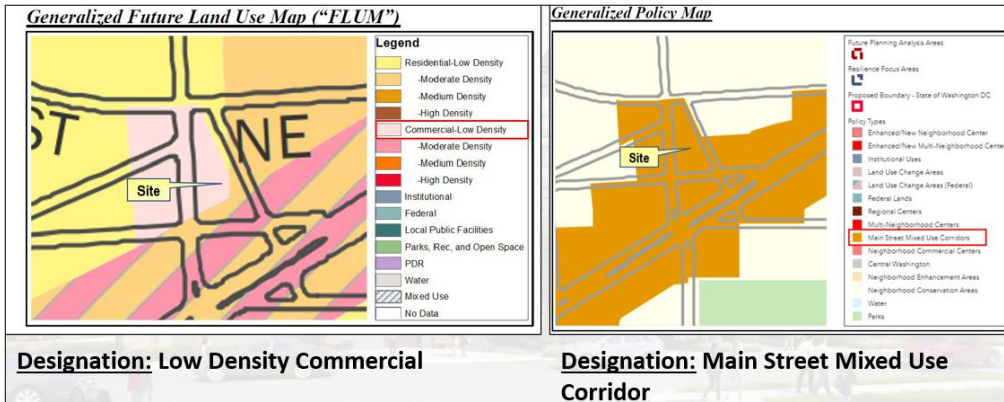 Generalized Future Land Use Map (“FLUM”)
ST
NE
Site
Legend
Residential-Low Density
-Moderate Density
-Medium Density
-High Density
Commercial-Low Density
-Moderate Density
-Medium Density
-High Density
Institutional
Federal
Local Public Facilities
Parks, Rec, and Open Space
PDR
Water
Mixed Use
No Data
Designation: Low Density Commercial
Generalized Policy Map
Site
Future Planning Analysis Areas
Resilience Focus Areas
Proposed Boundary - State of Washington DC
Policy Types
Enhanced/New Neighborhood Center
Enhanced/New Multi-Neighborhood Center
Institutional Uses
Land Use Change Areas
Land Use Change Areas (Federal)
Federal Lands
Regional Centers
Multi-Neighborhood Centers
Main Street Mixed Use Corridors
Neighborhood Commercial Centers
Central Washington
Neighborhood Enhancement Areas
Neighborhood Conservation Areas
Water
Parks
Designation: Main Street Mixed Use
Corridor